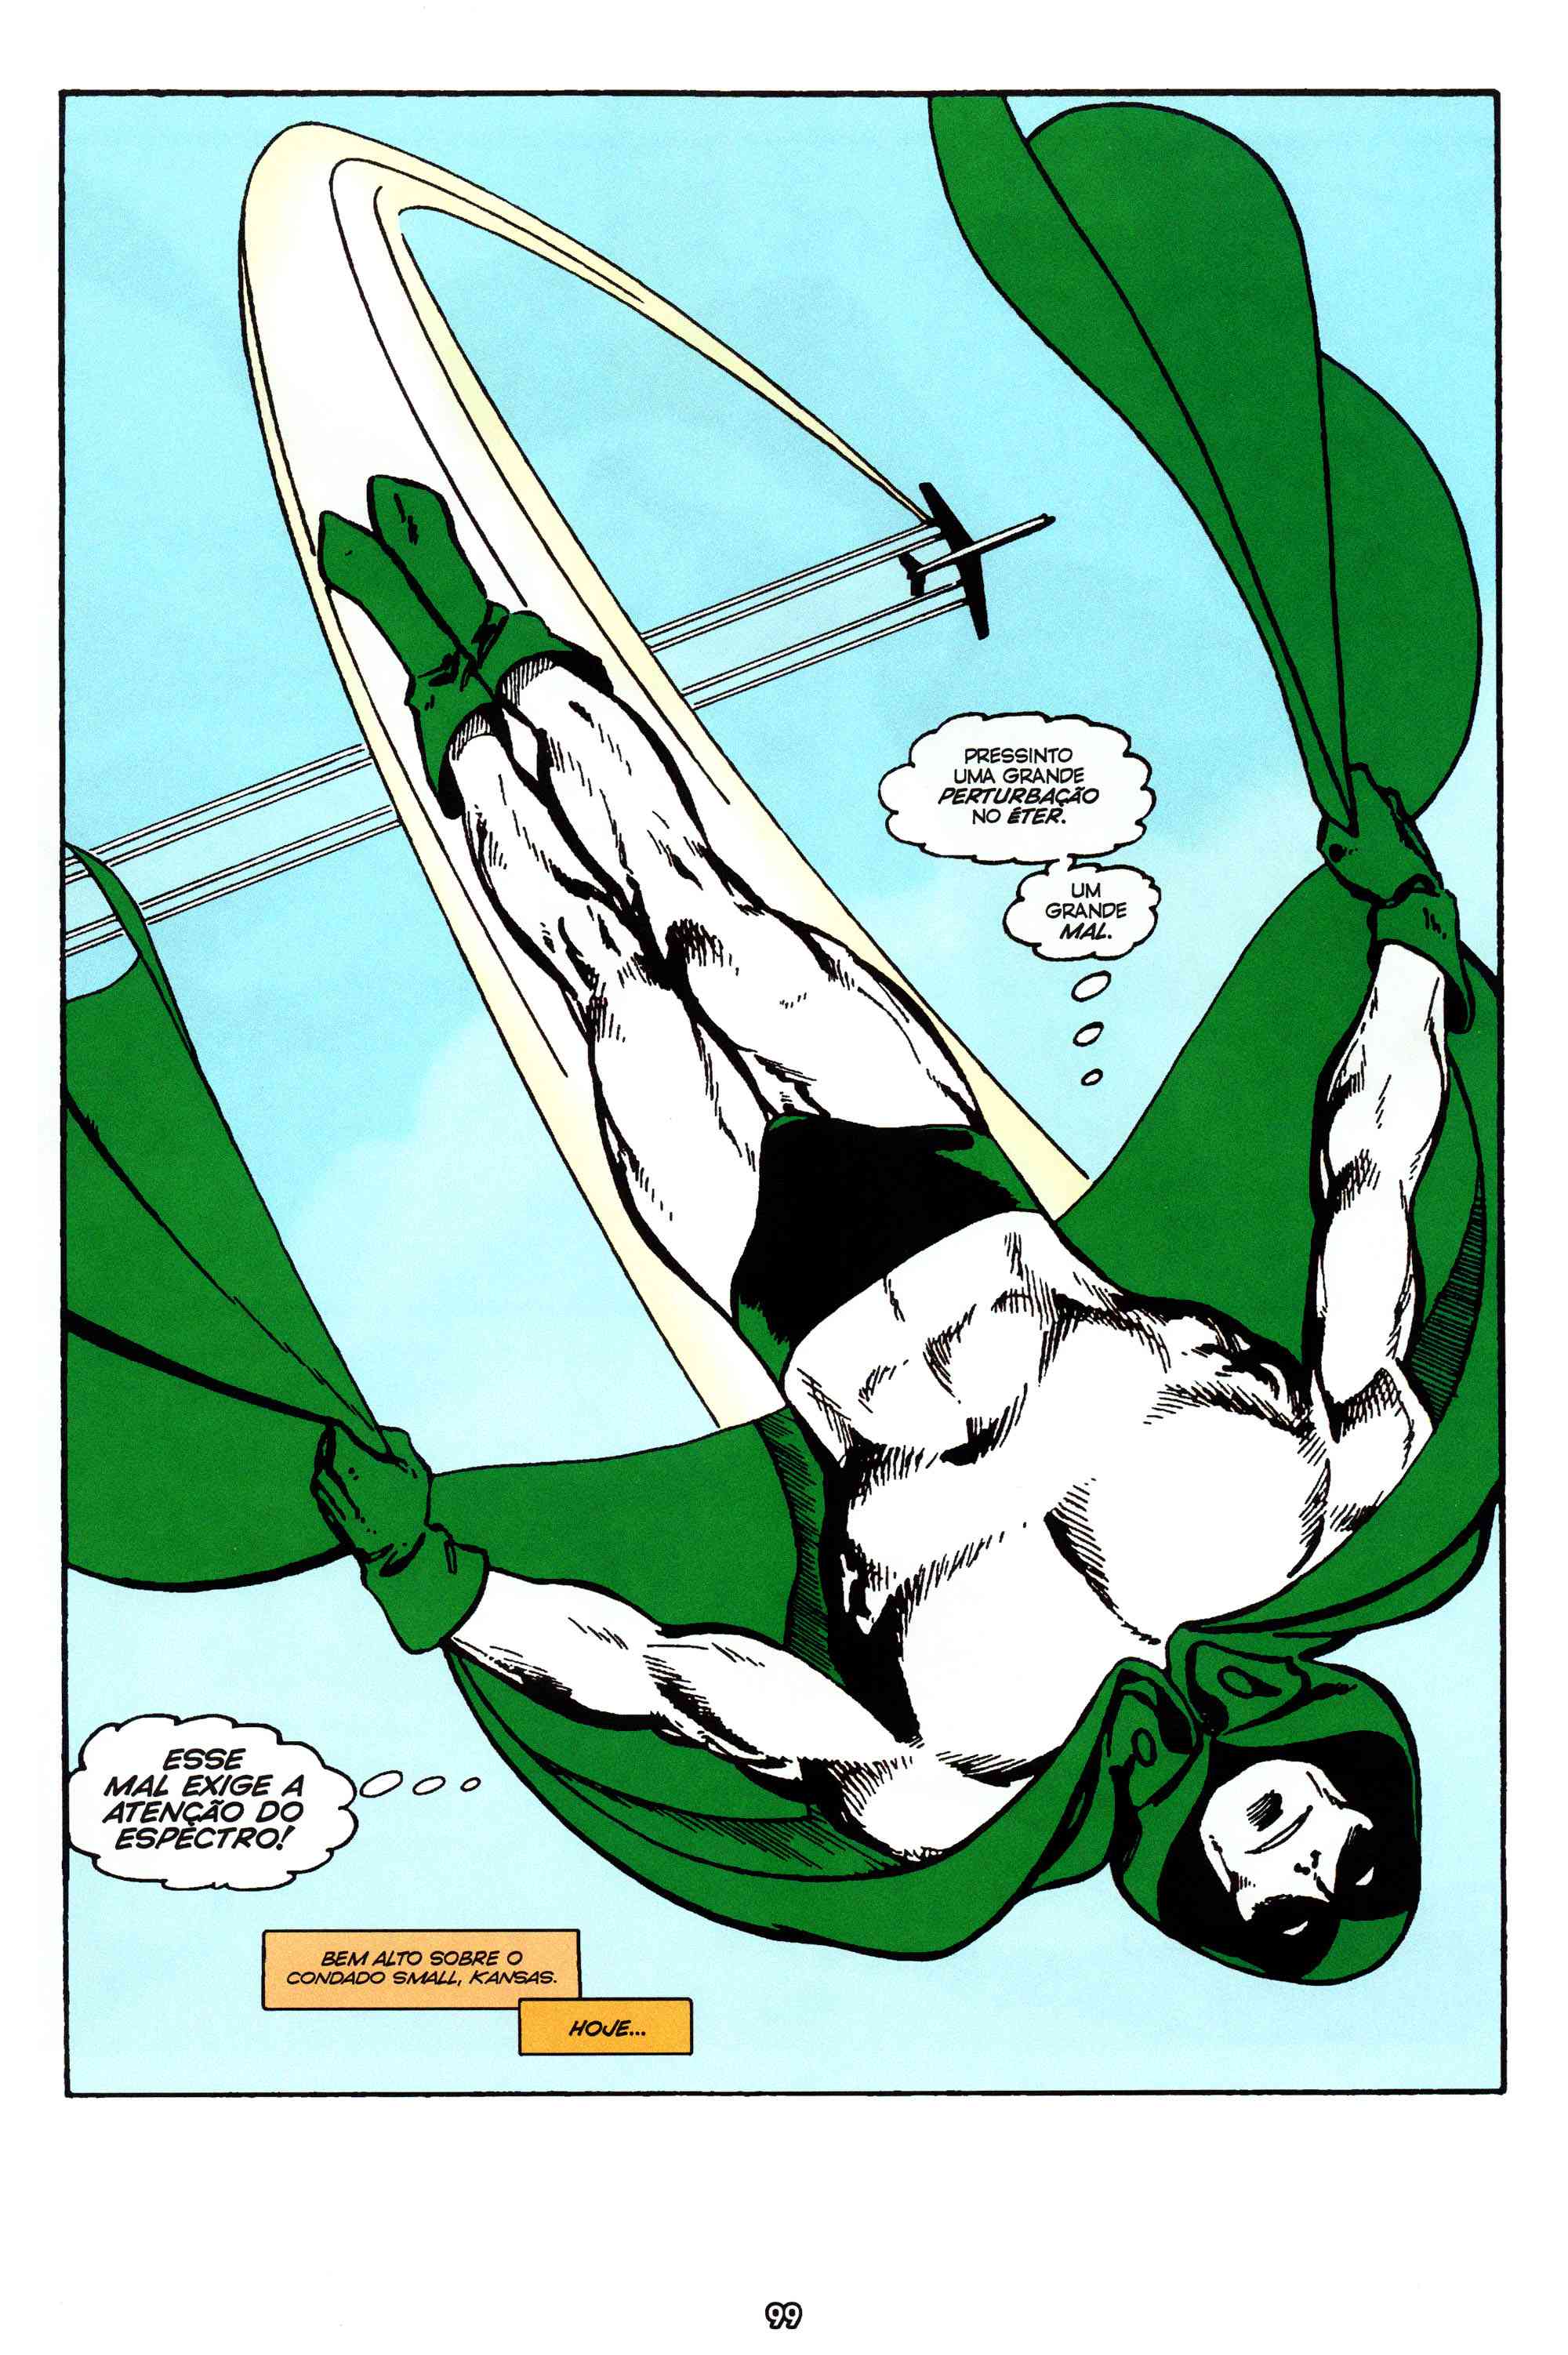 PRESSINTO
UMA GRANDE
PERTURBAÇÃO
NO ÉTER.
UM
GRANDE
MAL.
ESSE
MAL EXIGE A
ATENÇÃO DO
ESPECTRO!
BEM ALTO SOBRE O
CONDADO SMALL, KANSAS.
HOJE...
99